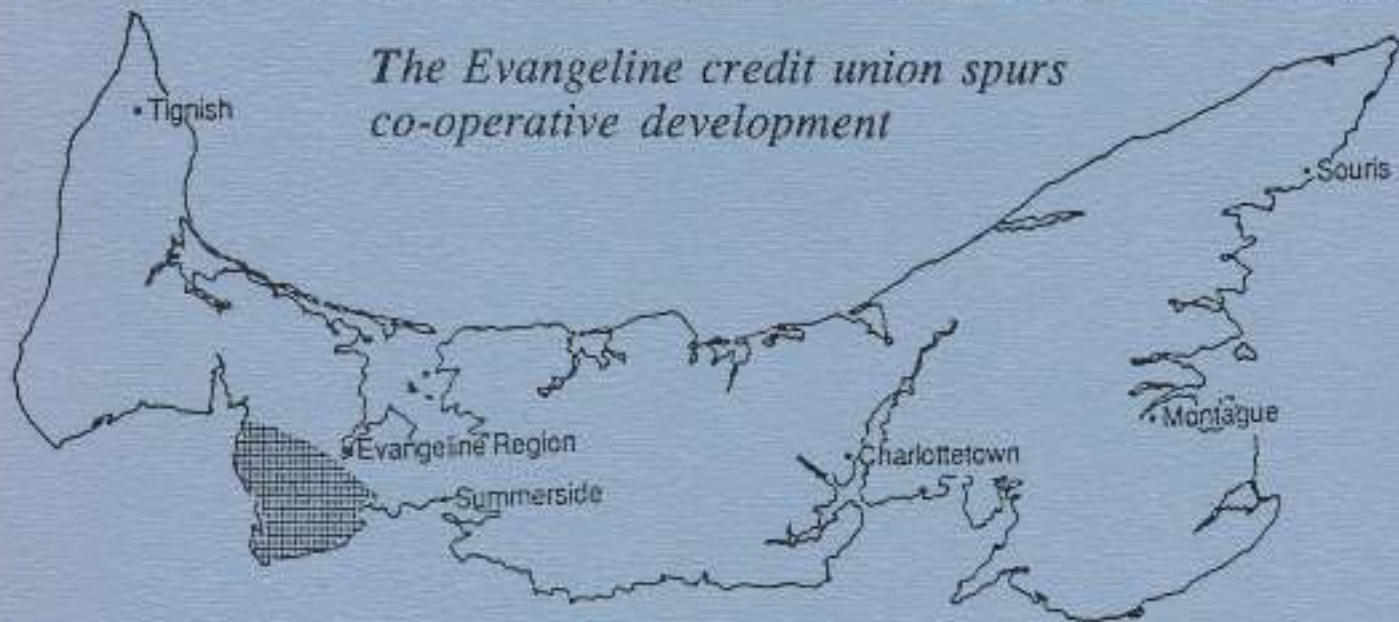 The Evangeline credit union spurs
co-operative development
Tignish
Souris
Montague
Evangeline Region
Charlottetown
Summerside